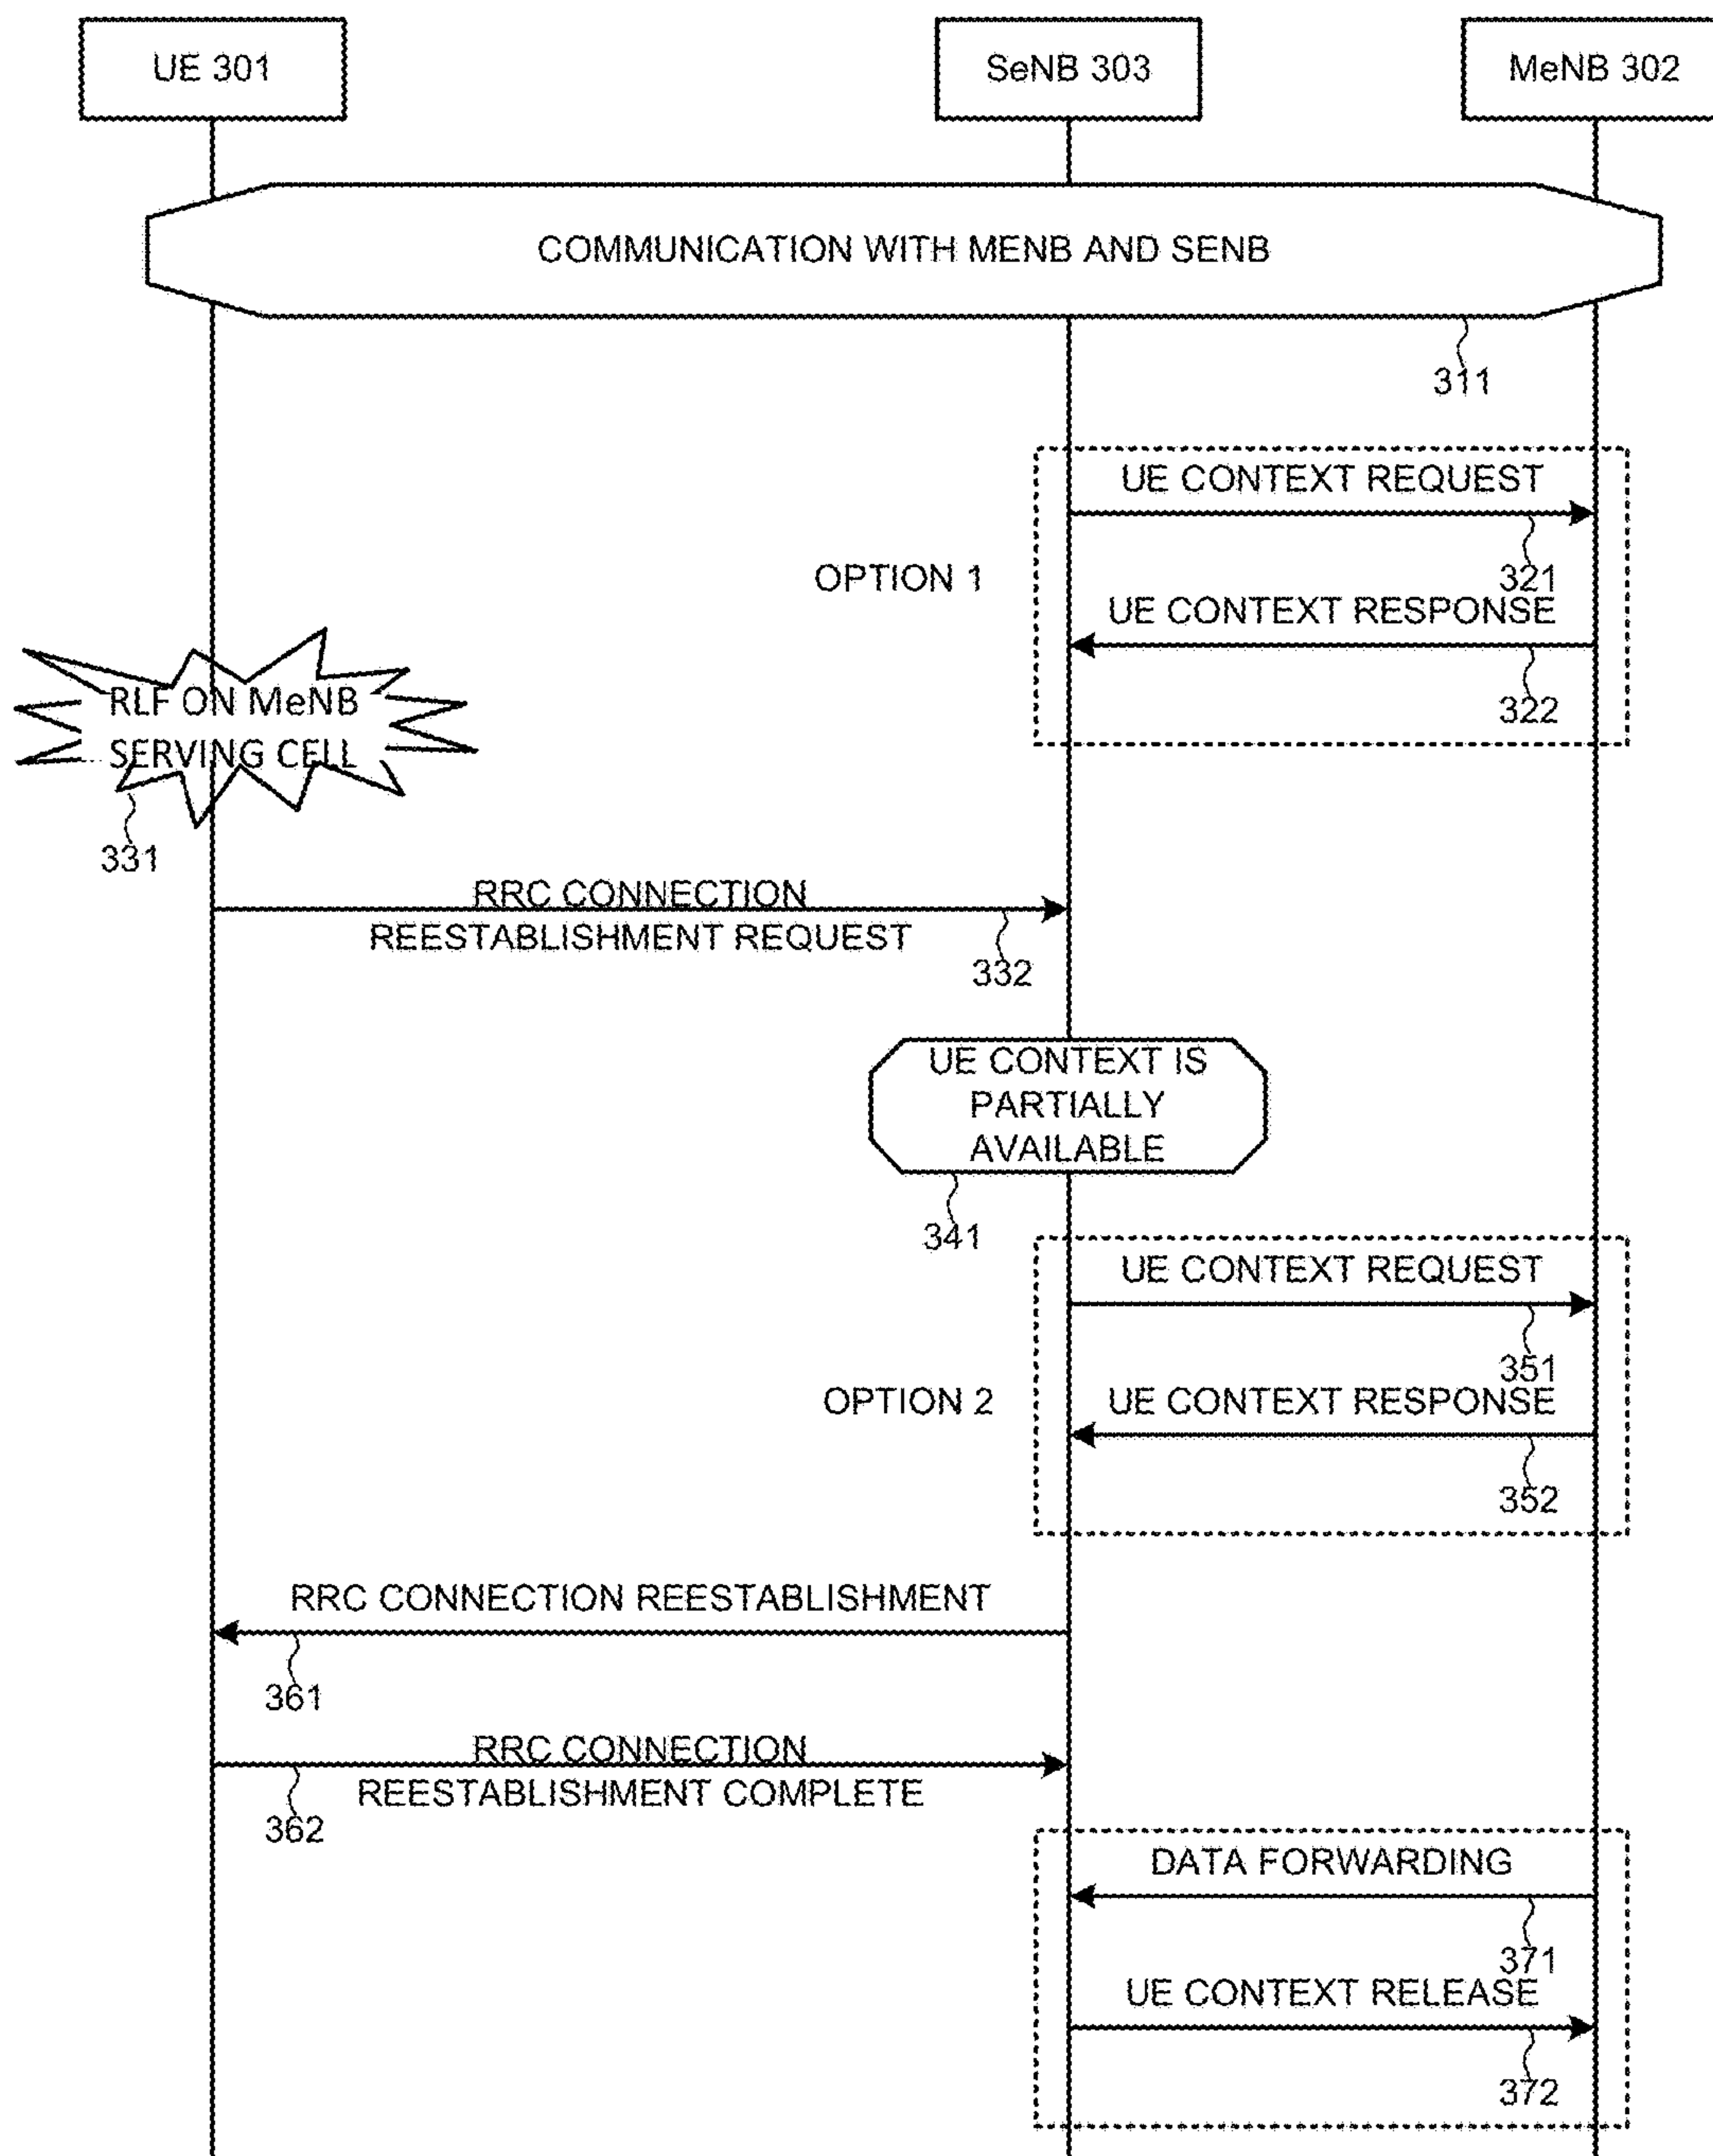 UE 301
SeNB 303
MeNB 302
COMMUNICATION WITH MENB AND SENB
311
UE CONTEXT REQUEST
321
OPTION 1
UE CONTEXT RESPONSE
322
RLF ON MeNB
SERVING CELL
331
RRC CONNECTION
REESTABLISHMENT REQUEST
332
UE CONTEXT IS
PARTIALLY
AVAILABLE
341
UE CONTEXT REQUEST
351
OPTION 2
UE CONTEXT RESPONSE
352
RRC CONNECTION REESTABLISHMENT
361
RRC CONNECTION
REESTABLISHMENT COMPLETE
362
DATA FORWARDING
371
UE CONTEXT RELEASE
372